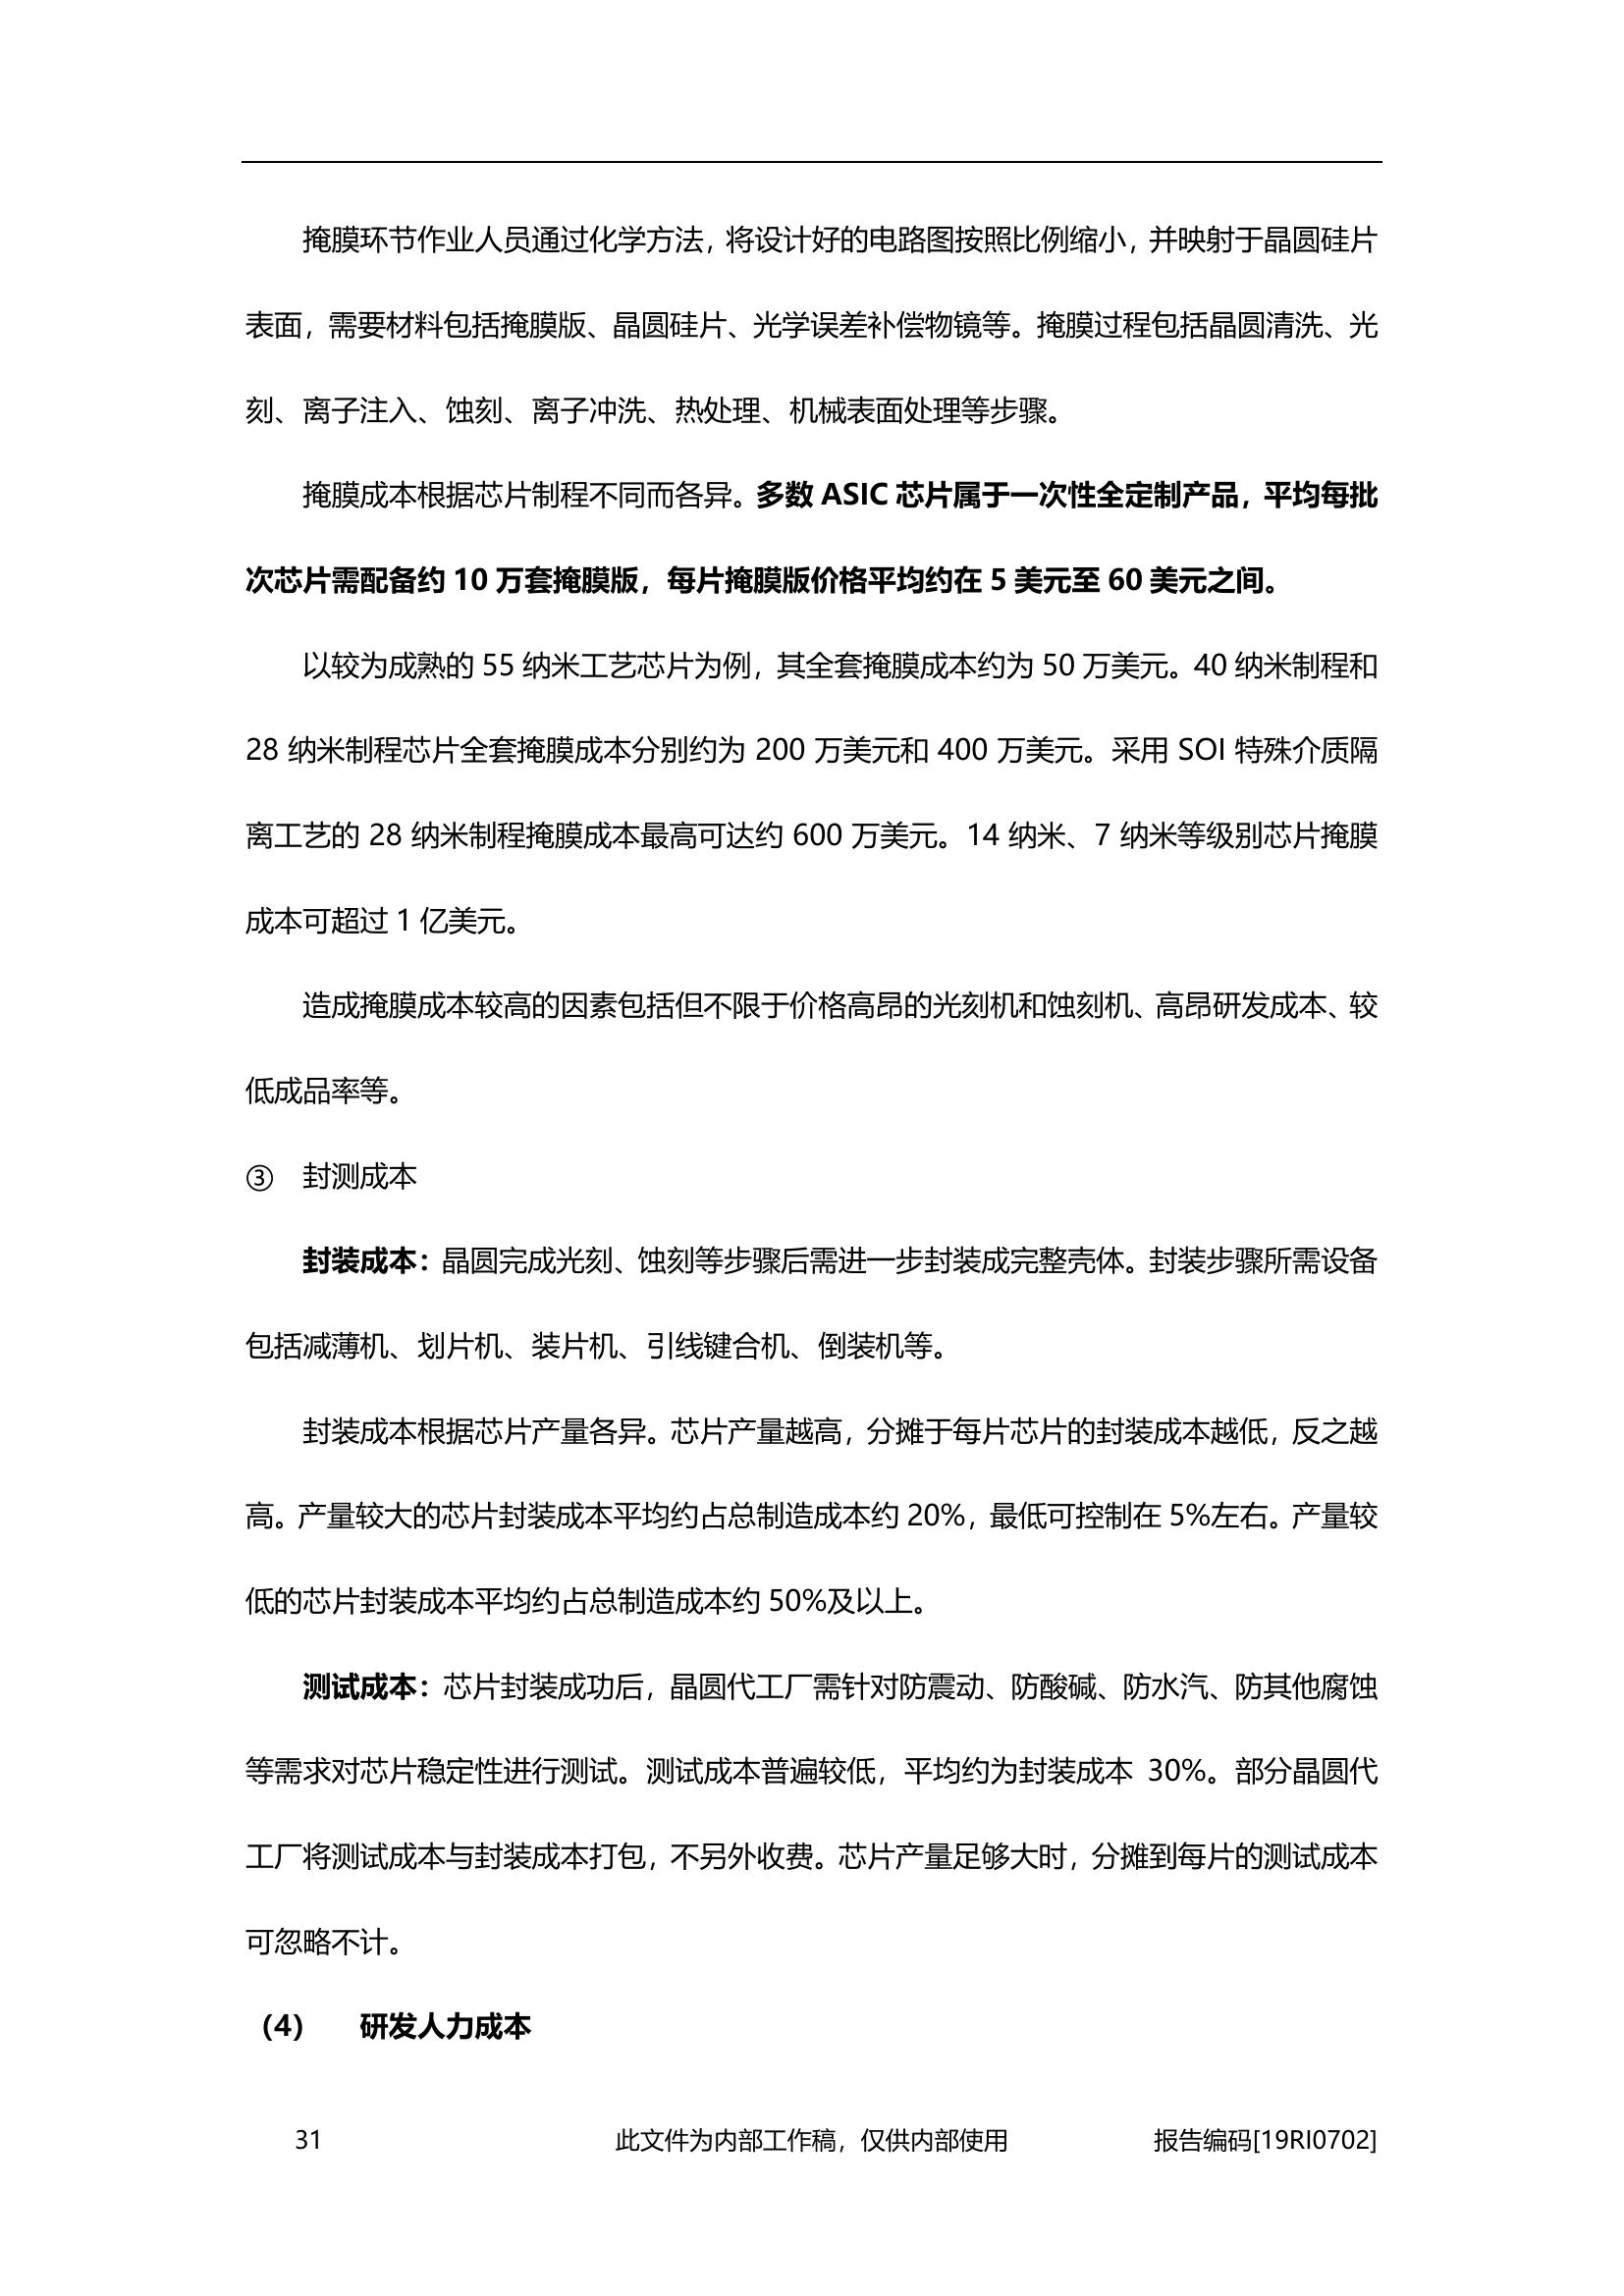 掩膜环节作业人员通过化学方法，将设计好的电路图按照比例缩小，并映射于晶圆硅片
表面，需要材料包括掩膜版、晶圆硅片、光学误差补偿物镜等。掩膜过程包括晶圆清洗、光
刻、离子注入、蚀刻、离子冲洗、热处理、机械表面处理等步骤。
掩膜成本根据芯片制程不同而各异。多数 ASIC 芯片属于一次性全定制产品，平均每批
次芯片需配备约 10 万套掩膜版，每片掩膜版价格平均约在 5 美元至 60 美元之间。
以较为成熟的 55 纳米工艺芯片为例，其全套掩膜成本约为 50 万美元。40 纳米制程和
28 纳米制程芯片全套掩膜成本分别约为 200 万美元和 400 万美元。采用 SOI 特殊介质隔
离工艺的 28 纳米制程掩膜成本最高可达约 600 万美元。14 纳米、7 纳米等级别芯片掩膜
成本可超过 1 亿美元。
造成掩膜成本较高的因素包括但不限于价格高昂的光刻机和蚀刻机、高昂研发成本、较
低成品率等。
③ 封测成本
封装成本：晶圆完成光刻、蚀刻等步骤后需进一步封装成完整壳体。封装步骤所需设备
包括减薄机、划片机、装片机、引线键合机、倒装机等。
封装成本根据芯片产量各异。芯片产量越高，分摊于每片芯片的封装成本越低，反之越
高。产量较大的芯片封装成本平均约占总制造成本约 20%，最低可控制在 5%左右。产量较
低的芯片封装成本平均约占总制造成本约 50%及以上。
测试成本：芯片封装成功后，晶圆代工厂需针对防震动、防酸碱、防水汽、防其他腐蚀
等需求对芯片稳定性进行测试。测试成本普遍较低，平均约为封装成本 30%。部分晶圆代
工厂将测试成本与封装成本打包，不另外收费。芯片产量足够大时，分摊到每片的测试成本
可忽略不计。
（4） 研发人力成本
31 此文件为内部工作稿，仅供内部使用 报告编码[19RI0702]